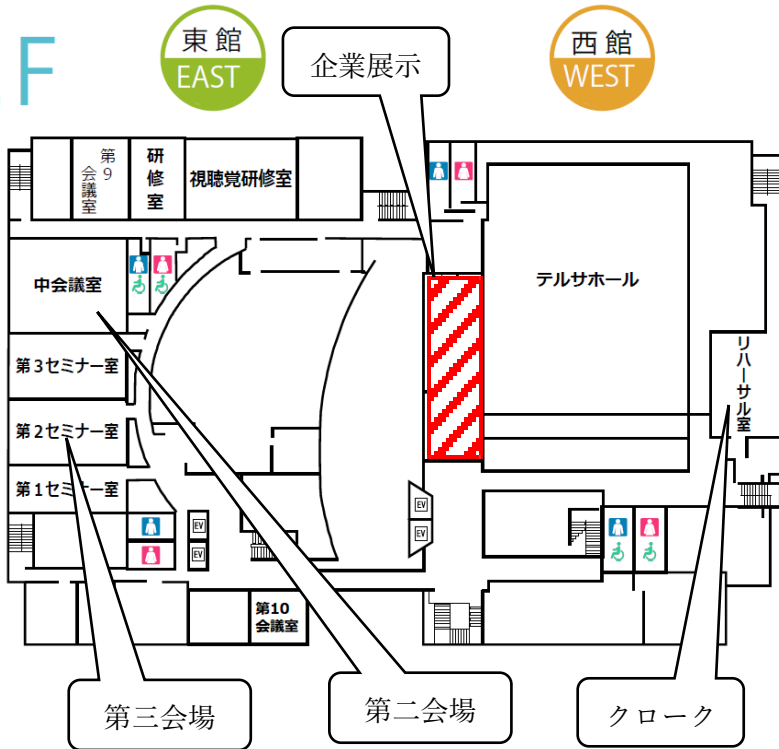 F
東館
EAST
企業展示
西館
WEST
第9
会議室
研修室
視聴覚研修室
中会議室
テルサホール
第3セミナー室
リハーサル室
第2セミナー室
第1セミナー室
EV
EV
EV
EV
第10
会議室
第三会場
第二会場
クローク